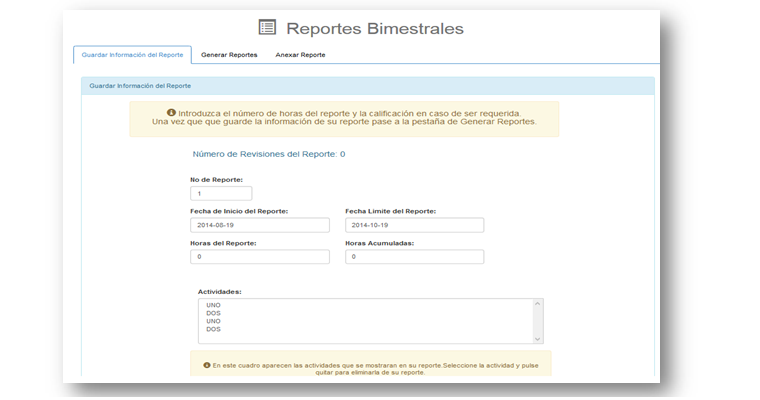 Reportes Bimestrales
Guardar Información del Reporte Generar Reportes Anexar Reporte
Guardar Información del Reporte
Introduzca el número de horas del reporte y la calificación en caso de ser requerida.
Una vez que que guarde la información de su reporte pase a la pestaña de Generar Reportes.
Número de Revisiones del Reporte: 0
No de Reporte:
1
Fecha de Inicio del Reporte: Fecha Limite del Reporte:
2014-08-19 2014-10-19
Horas del Reporte: Horas Acumuladas:
0 0
Actividades:
UNO
DOS
UNO
DOS
En este cuadro aparecen las actividades que se mostraran en su reporte.Seleccione la actividad y pulse
quitar para eliminarla de su reporte.